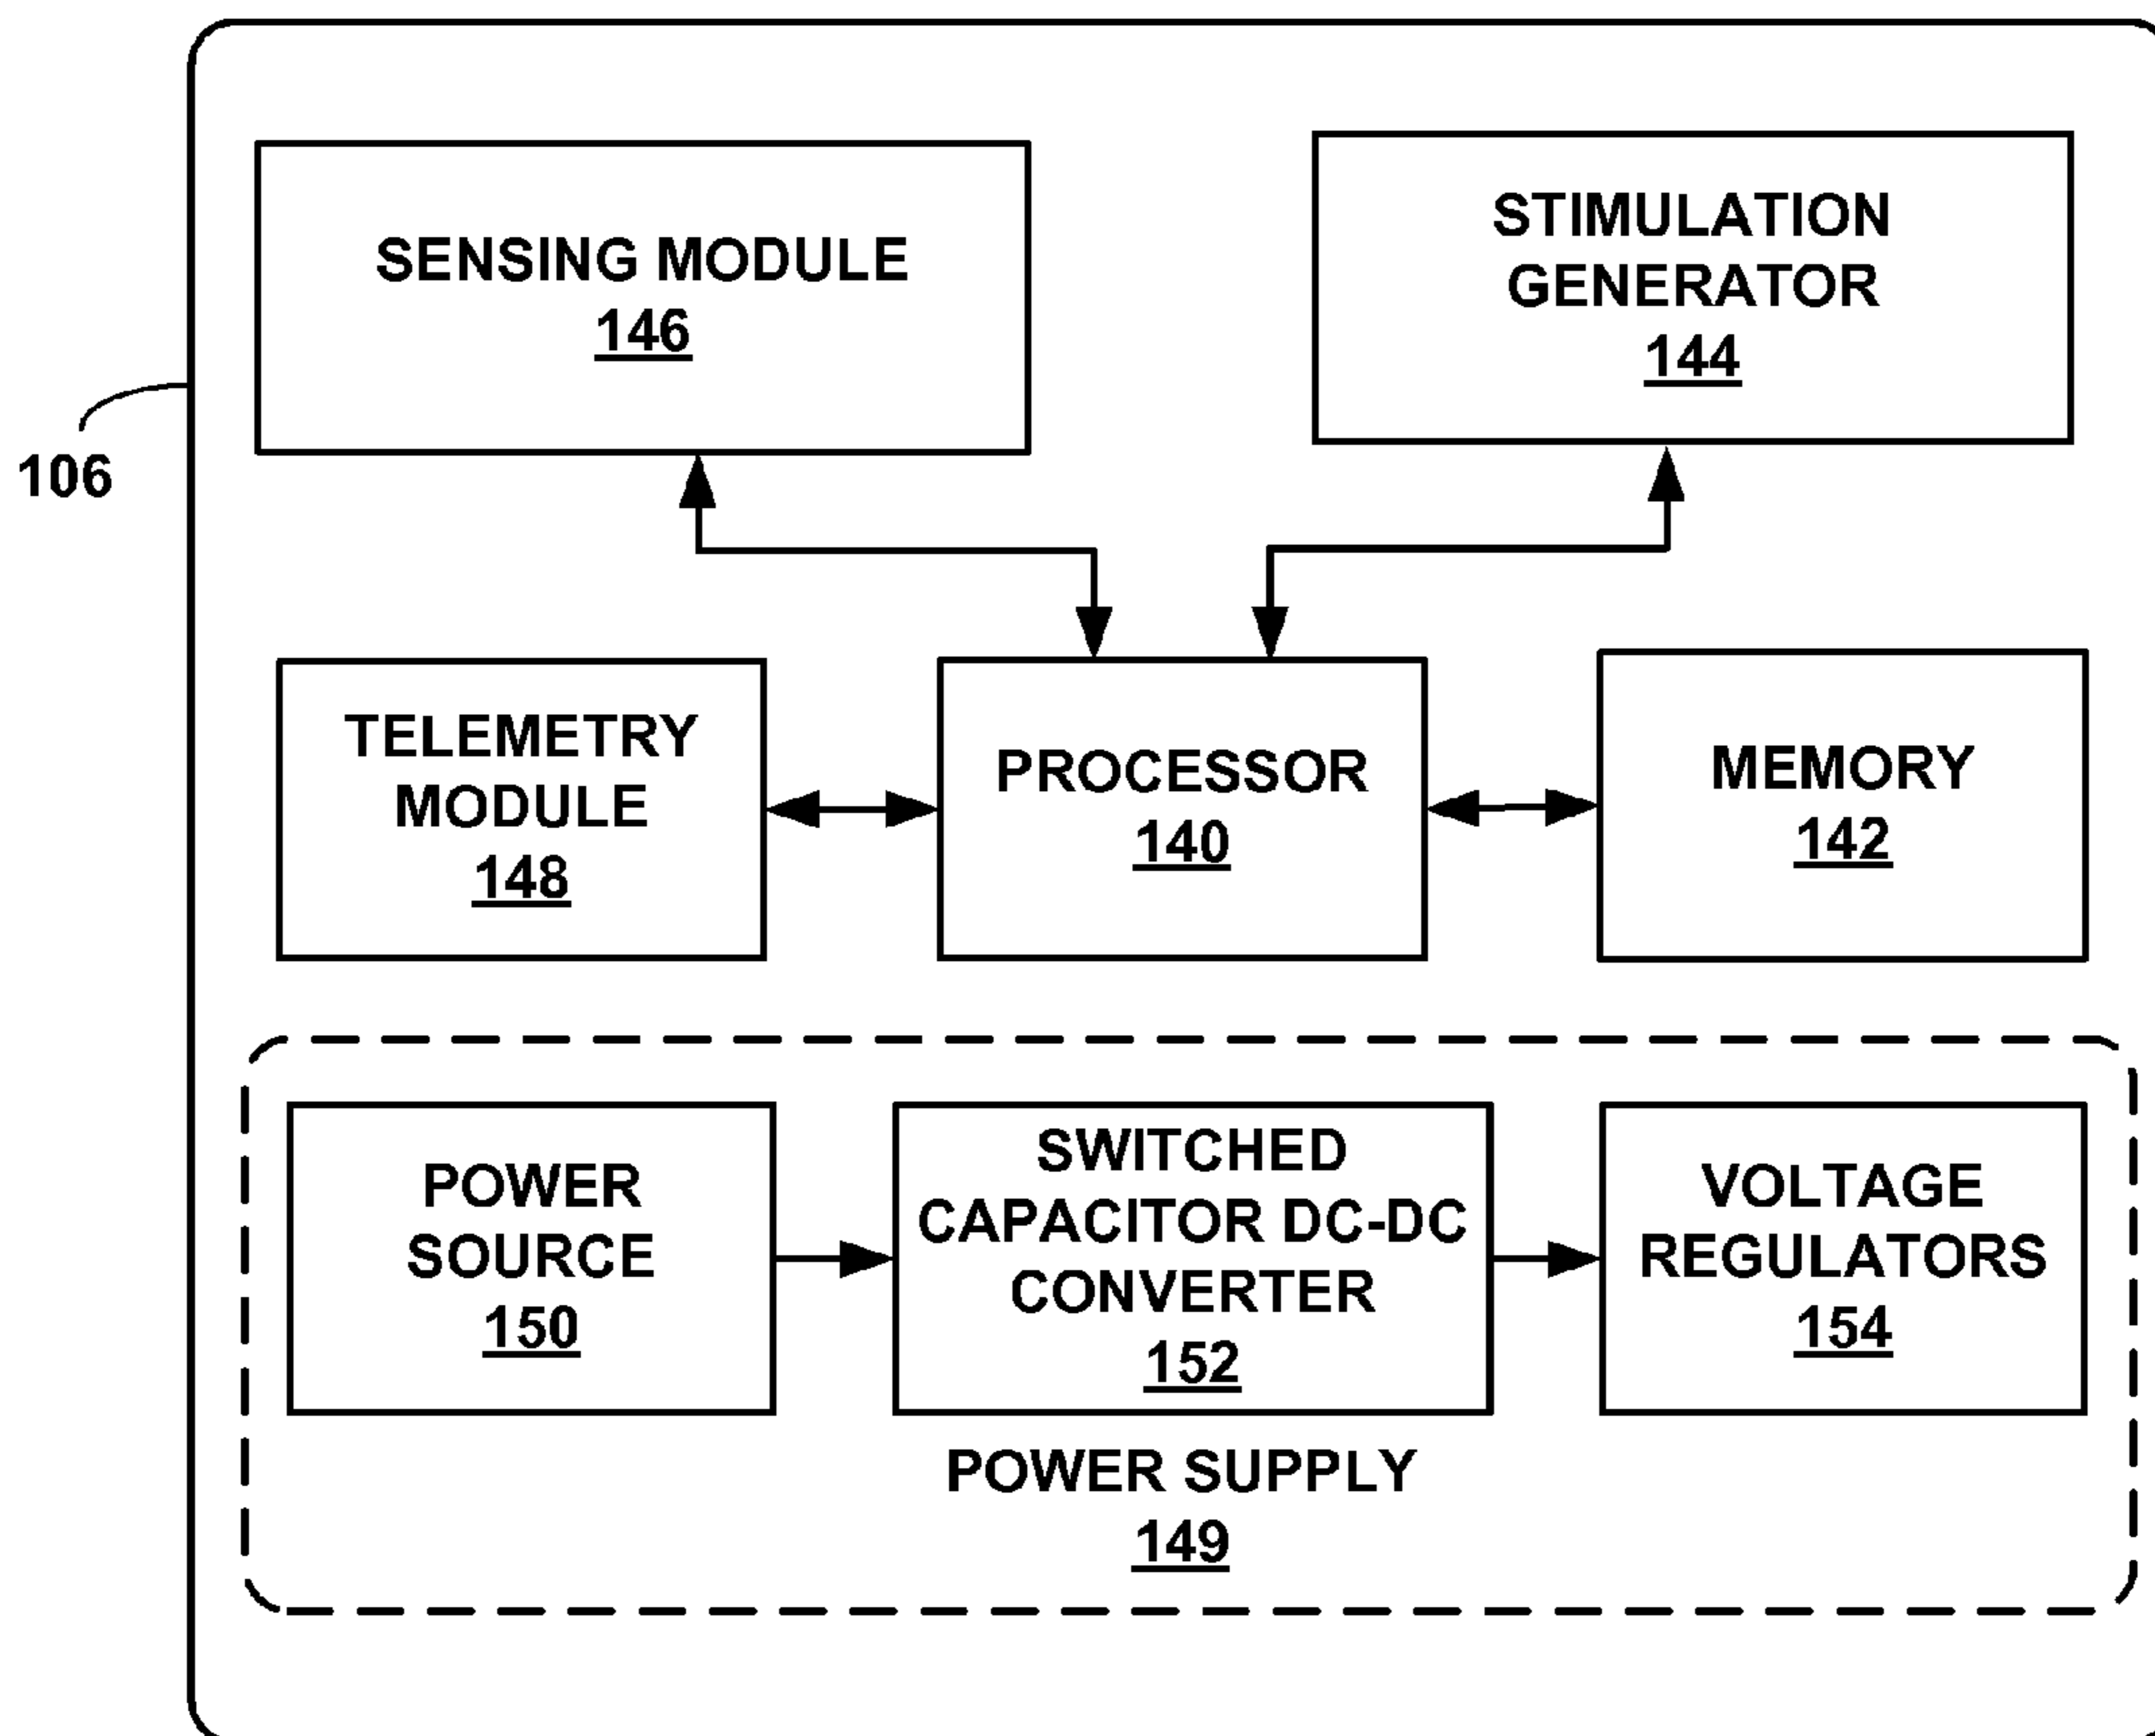 SENSING MODULE
146
STIMULATION
GENERATOR
144
106
TELEMETRY
MODULE
148
PROCESSOR
140
MEMORY
142
POWER
SOURCE
150
SWITCHED
CAPACITOR DC-DC
CONVERTER
152
VOLTAGE
REGULATORS
154
POWER SUPPLY
149